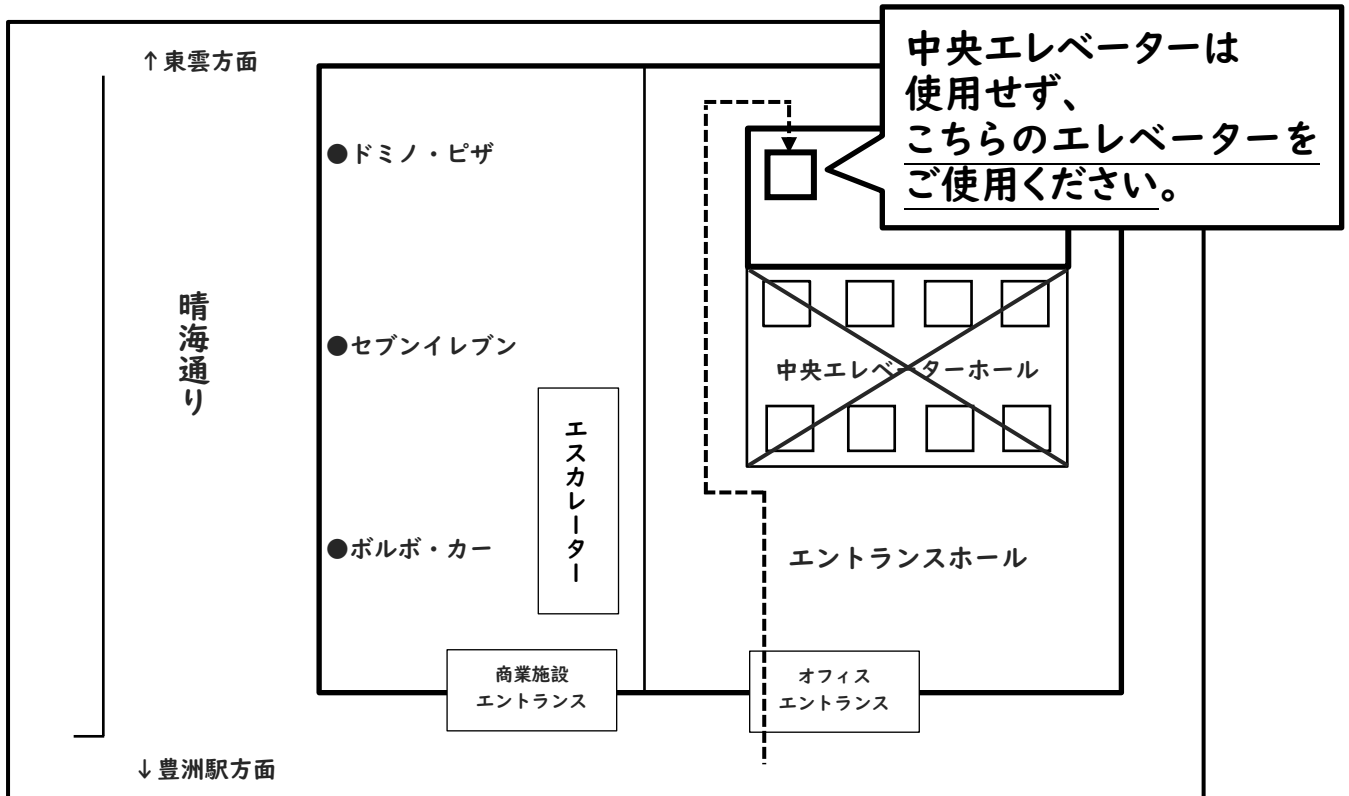 ↑東雲方面
中央エレベーターは
使用せず、
こちらのエレベーターを
ご使用ください。
●ドミノ・ピザ
晴海通り
●セブンイレブン
中央エレベーターホール
エスカレーター
●ボルボ・カー
エントランスホール
商業施設
エントランス
オフィス
エントランス
↓豊洲駅方面